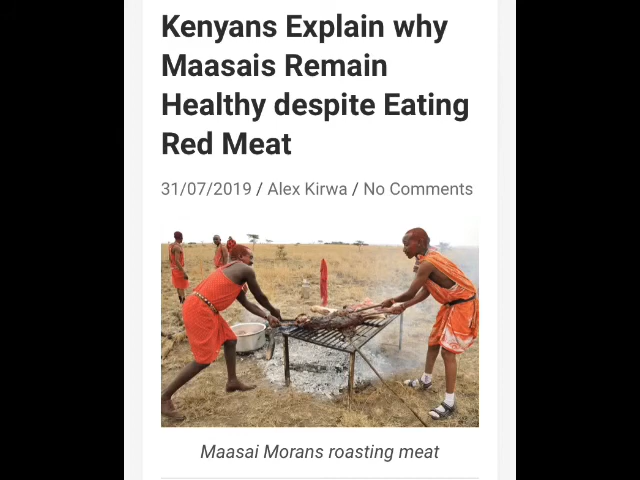 Kenyans Explain why
Maasais Remain
Healthy despite Eating
Red Meat
31/07/2019 / Alex Kirwa / No Comments
Maasai Morans roasting meat